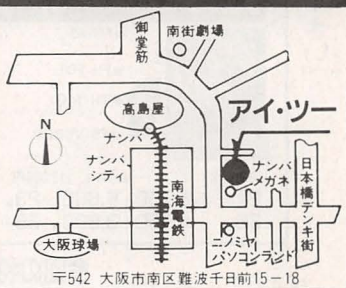 御堂筋
南街劇場
高島屋
アイ・ツー
N
ナンバ
ナンバシティ
南海電鉄
ナンバメガネ
日本橋デンキ街
大阪球場
ニノミヤパソコンランド
〒542 大阪市南区難波千日前15-18